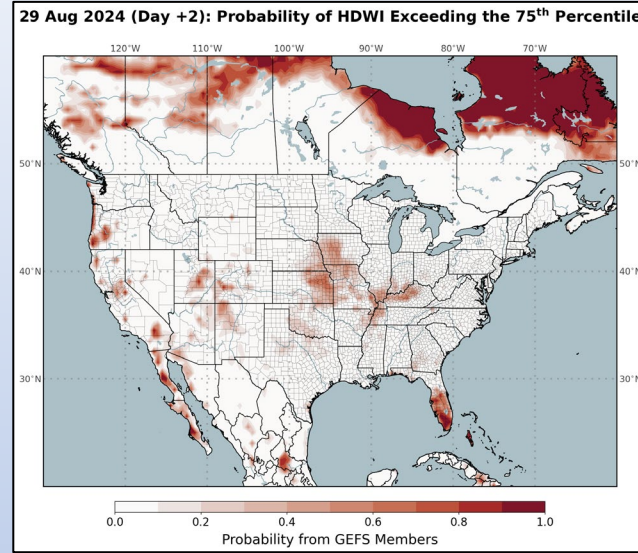 29 Aug 2024 (Day +2): Probability of HDWI Exceeding the 75th Percentile
120°W 110°W 100°W 90°W 80°W 70°W
50°N
50°N
40°N
40°N
30°N
30°N
0.0 0.2 0.4 0.6 0.8 1.0
Probability from GEFS Members